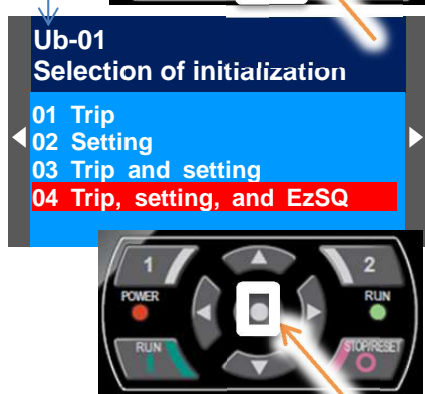 Ub-01
Selection of initialization
01 Trip
02 Setting
03 Trip and setting
04 Trip, setting, and EzSQ
1
2
POWER
RUN
RUN
STOP/RESET